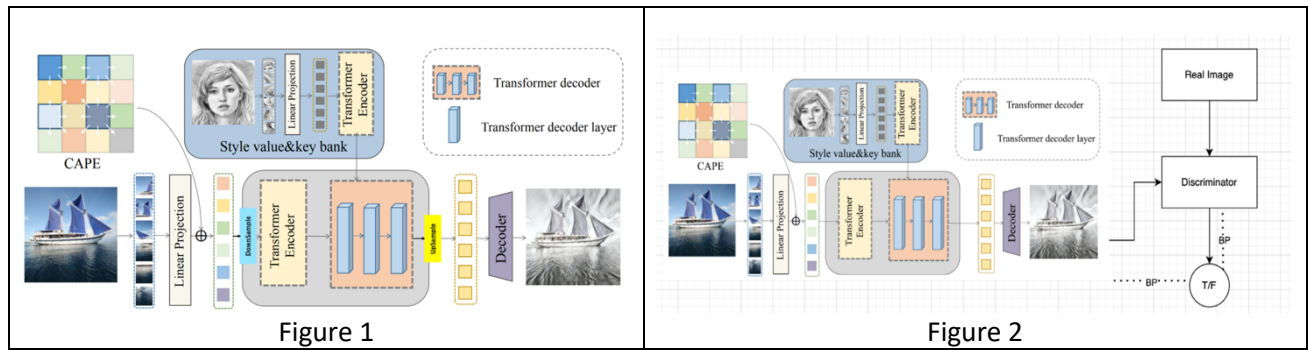 Linear Projection
Transformer
Encoder
Style value&key bank
Transformer decoder
Transformer decoder layer
CAPE
Linear Projection
DownSample
Transformer
Encoder
UpSample
Decoder
Figure 1
Linear Projection
Transformer
Encoder
Style value&key bank
Transformer decoder
Transformer decoder layer
CAPE
Linear Projection
Transformer
Encoder
Decoder
Real Image
Discriminator
BP
BP
T/F
Figure 2